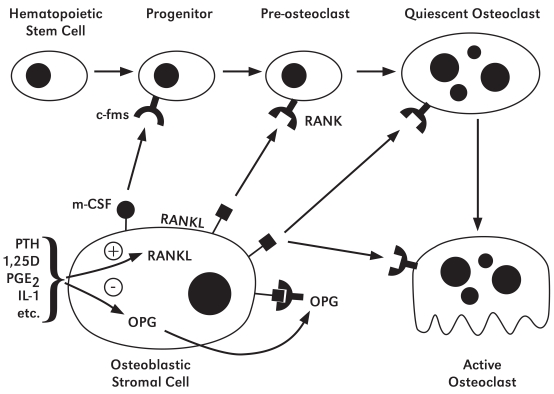 Hematopoietic
Stem Cell
Progenitor
Pre-osteoclast
Quiescent Osteoclast
c-fms
RANK
m-CSF
RANKL
PTH
1,25D
PGE2
IL-1
etc.
+
RANKL
-
OPG
OPG
Osteoblastic
Stromal Cell
Active
Osteoclast